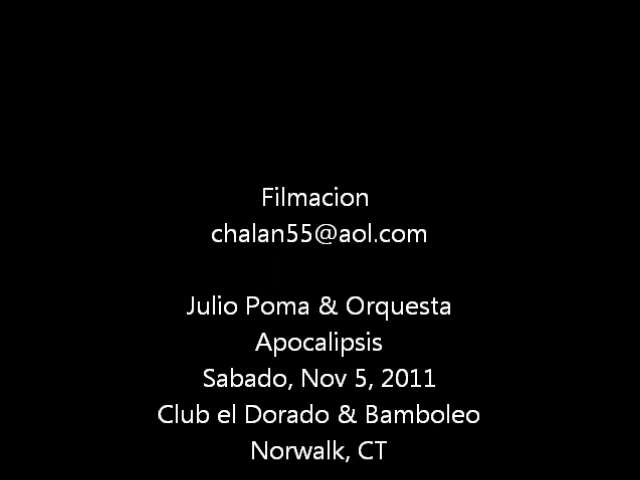 Filmacion
chalan55@aol.com
Julio Poma & Orquesta
Apocalipsis
Sabado, Nov 5, 2011
Club el Dorado & Bamboleo
Norwalk, CT